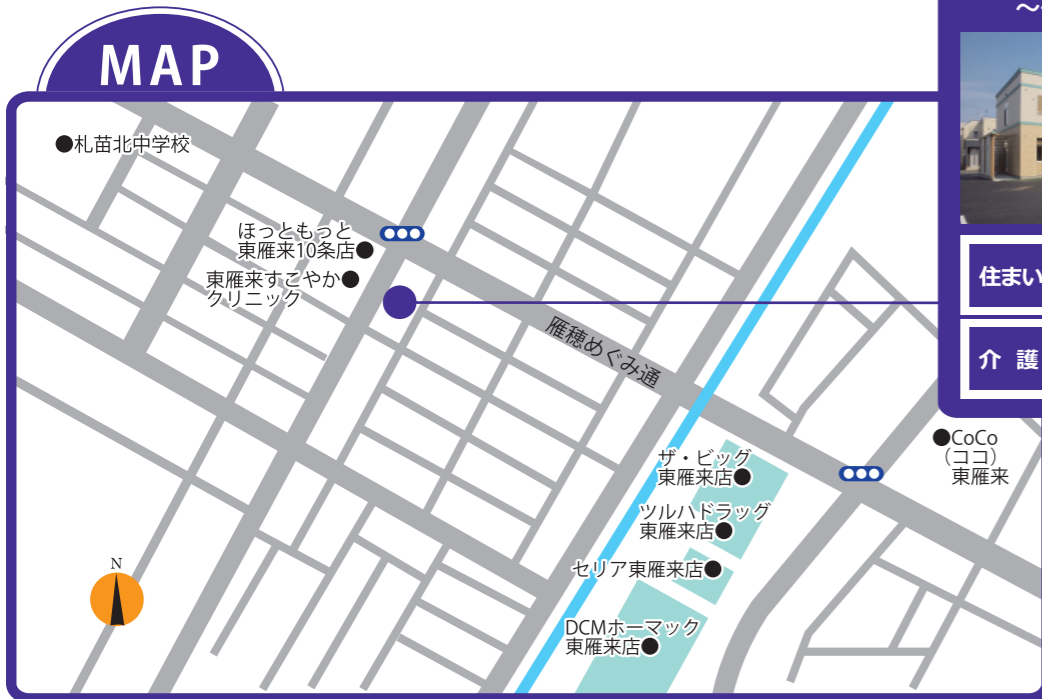 MAP
～
札苗北中学校
ほっともっと
東雁来10条店
東雁来すこやか
クリニック
雁穂めぐみ通
住まい
介 護
CoCo
（ココ）
東雁来
ザ・ビッグ
東雁来店
ツルハドラッグ
東雁来店
セリア東雁来店
DCMホーマック
東雁来店
N